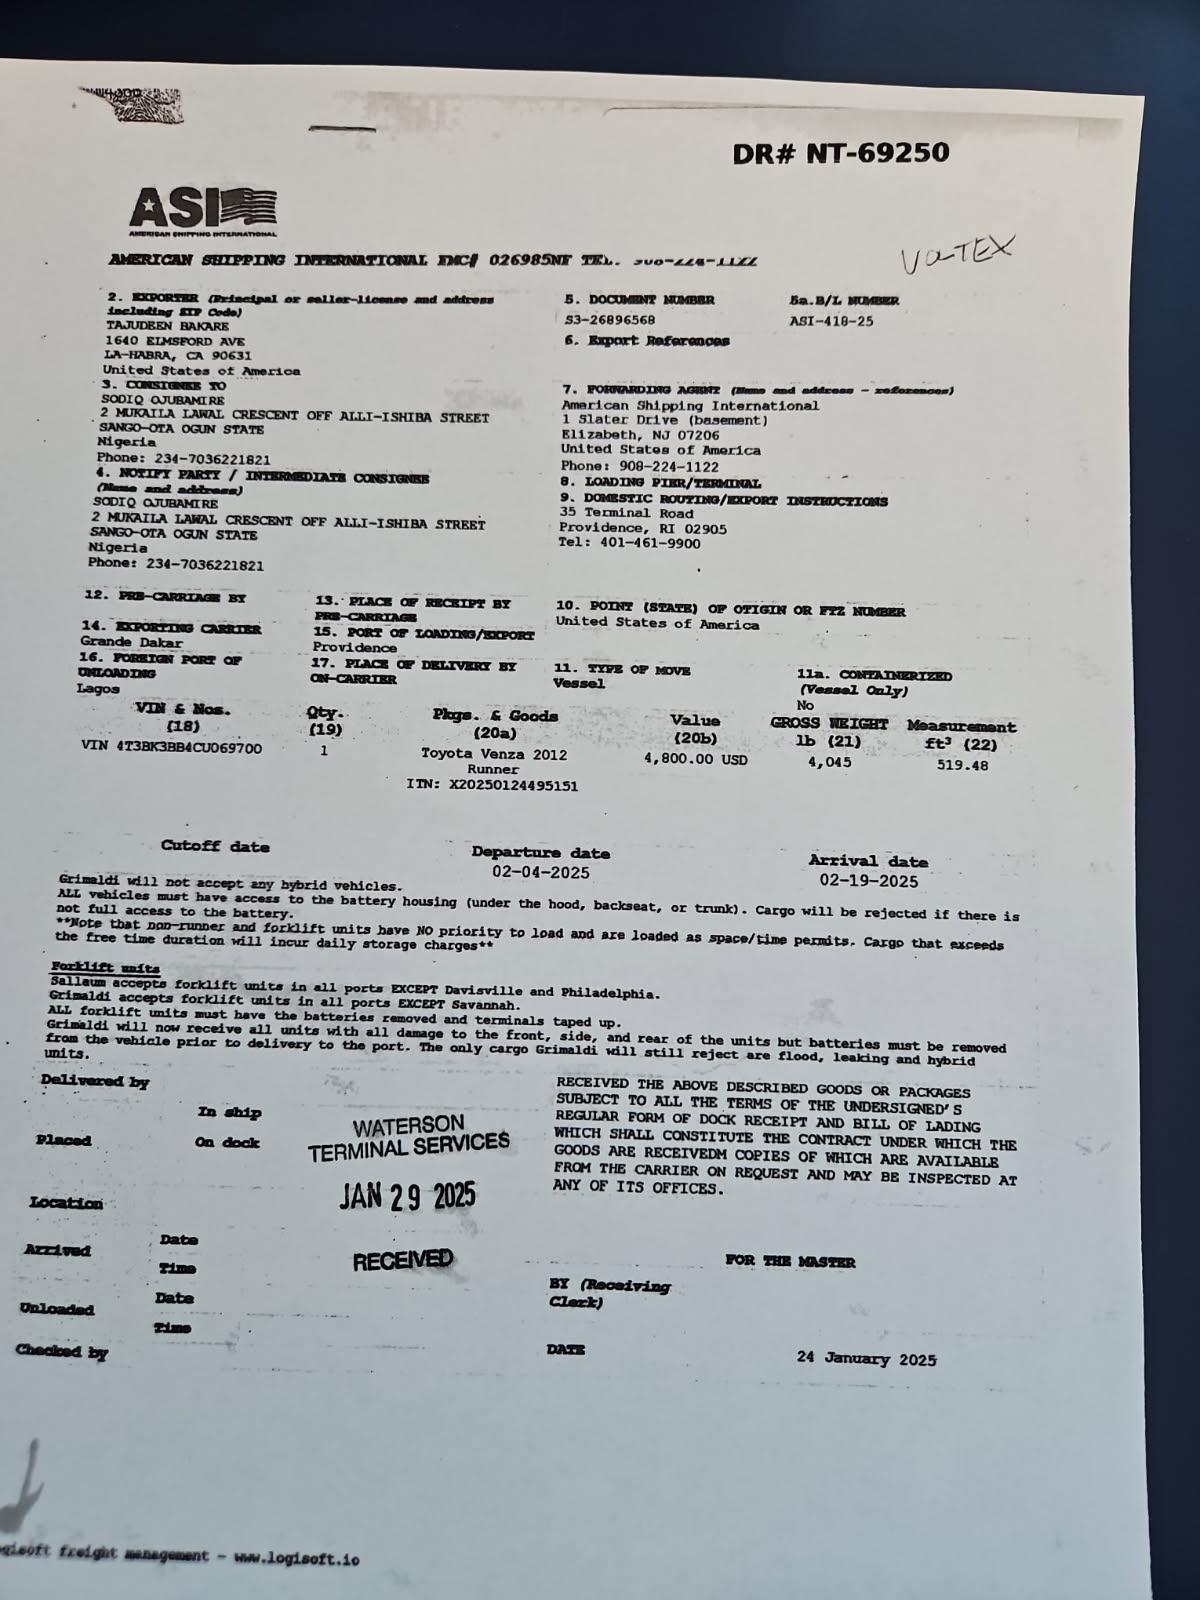 DR# NT-69250
ASI
AMERICAN SHIPPING INTERNATIONAL
AMERICAN SHIPPING INTERNATIONAL FMC# 026985NF TEL.
Va-TEX
2. EXPORTER (Principal or seller-license and address
including ZIP Code)
TAJUDEEN BAKARE
1640 ELMSFORD AVE
LA-HABRA, CA 90631
United States of America
5. DOCUMENT NUMBER
S3-26896568
5a.B/L NUMBER
ASI-418-25
6. Export References
3. CONSIGNEE TO
SODIQ OJUBAMIRE
2 MUKAILA LAWAL CRESCENT OFF ALLI-ISHIBA STREET
SANGO-OTA OGUN STATE
Nigeria
Phone: 234-7036221821
7. FORWARDING AGENT (Name and address - references)
American Shipping International
1 Slater Drive (basement)
Elizabeth, NJ 07206
United States of America
Phone: 908-224-1122
4. NOTIFY PARTY / INTERMEDIATE CONSIGNEE
(Name and address)
SODIQ OJUBAMIRE
2 MUKAILA LAWAL CRESCENT OFF ALLI-ISHIBA STREET
SANGO-OTA OGUN STATE
Nigeria
Phone: 234-7036221821
8. LOADING PIER/TERMINAL
9. DOMESTIC ROUTING/EXPORT INSTRUCTIONS
35 Terminal Road
Providence, RI 02905
Tel: 401-461-9900
12. PRE-CARRIAGE BY
13. PLACE OF RECEIPT BY
PRE-CARRIAGE
10. POINT (STATE) OF OTIGIN OR FTZ NUMBER
United States of America
14. EXPORTING CARRIER
Grande Dakar
15. PORT OF LOADING/EXPORT
Providence
16. FOREIGN PORT OF
UNLOADING
Lagos
17. PLACE OF DELIVERY BY
ON-CARRIER
11. TYPE OF MOVE
Vessel
11a. CONTAINERIZED
(Vessel Only)
No
VIN & Nos. (18)
Qty. (19)
Pkgs. & Goods (20a)
Value (20b)
GROSS WEIGHT lb (21)
Measurement ft³ (22)
VIN 4T3BK3BB4CU069700
1
Toyota Venza 2012
Runner
ITN: X20250124495151
4,800.00 USD
4,045
519.48
Cutoff date
Departure date
02-04-2025
Arrival date
02-19-2025
Grimaldi will not accept any hybrid vehicles.
ALL vehicles must have access to the battery housing (under the hood, backseat, or trunk). Cargo will be rejected if there is
not full access to the battery.
**Note that non-runner and forklift units have NO priority to load and are loaded as space/time permits. Cargo that exceeds
the free time duration will incur daily storage charges**
Forklift units
Sallaum accepts forklift units in all ports EXCEPT Davisville and Philadelphia.
Grimaldi accepts forklift units in all ports EXCEPT Savannah.
ALL forklift units must have the batteries removed and terminals taped up.
Grimaldi will now receive all units with all damage to the front, side, and rear of the units but batteries must be removed
from the vehicle prior to delivery to the port. The only cargo Grimaldi will still reject are flood, leaking and hybrid
units.
Delivered by
In ship
Placed
On dock
Location
Arrived
Date
Time
Unloaded
Date
Time
Checked by
WATERSON
TERMINAL SERVICES
JAN 29 2025
RECEIVED
RECEIVED THE ABOVE DESCRIBED GOODS OR PACKAGES
SUBJECT TO ALL THE TERMS OF THE UNDERSIGNED'S
REGULAR FORM OF DOCK RECEIPT AND BILL OF LADING
WHICH SHALL CONSTITUTE THE CONTRACT UNDER WHICH THE
GOODS ARE RECEIVEDM COPIES OF WHICH ARE AVAILABLE
FROM THE CARRIER ON REQUEST AND MAY BE INSPECTED AT
ANY OF ITS OFFICES.
FOR THE MASTER
BY (Receiving
Clerk)
DATE
24 January 2025
freight management - www.logisoft.io